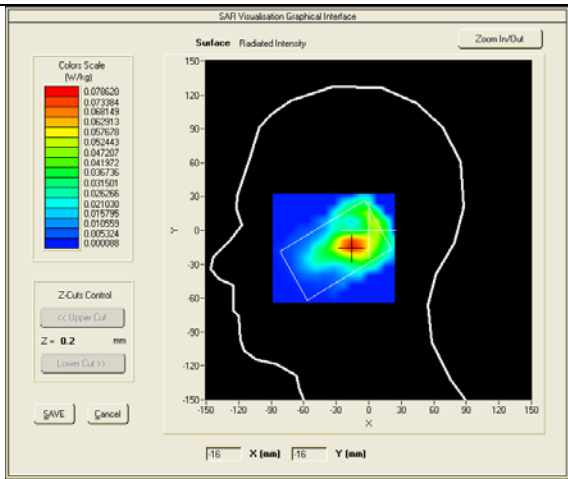 SAR Visualisation Graphical Interface
Surface Radiated Intensity
Zoom In/Out
Colors Scale
(W/kg)
0.078620
0.073384
0.068149
0.062913
0.057678
0.052443
0.047207
0.041972
0.036736
0.031501
0.026266
0.021030
0.015795
0.010559
0.005324
0.000088
150
120
90
60
30
0
-30
-60
-90
-120
-150
Y
-150 -120 -90 -60 -30 0 30 60 90 120 150
X
Z-Cuts Control
<< Upper Cut
Z = 0.2 mm
Lower Cut >>
SAVE Cancel
-16 X (mm) -16 Y (mm)